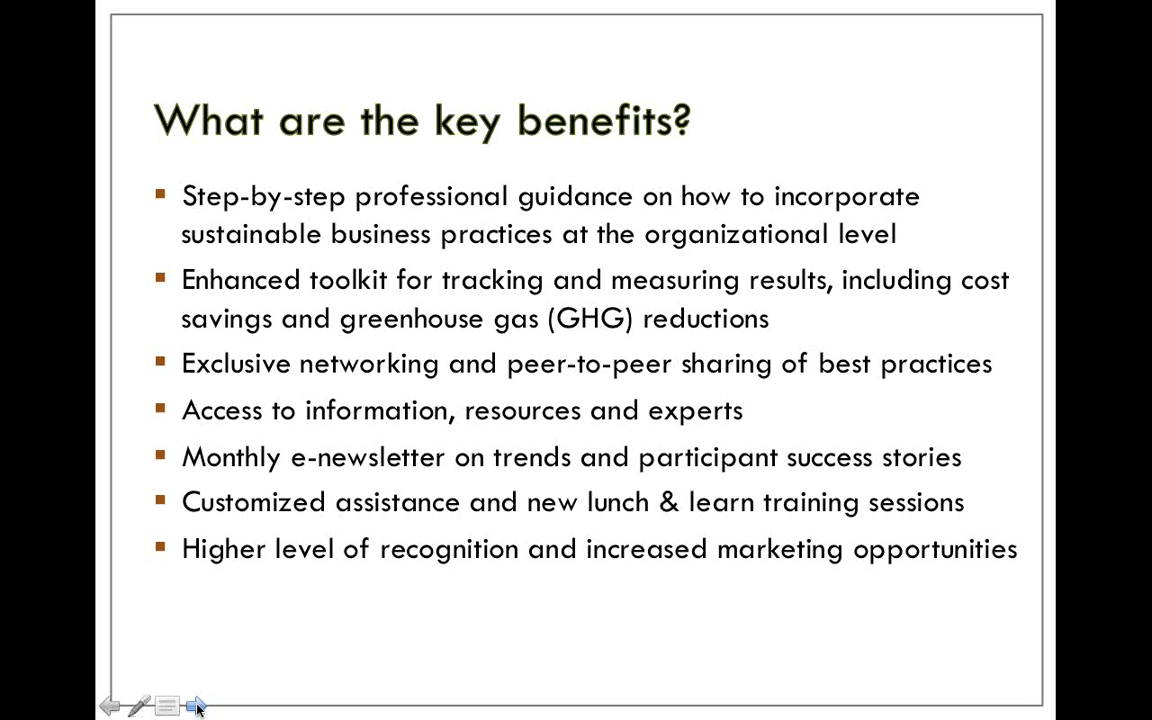 What are the key benefits?
Step-by-step professional guidance on how to incorporate
sustainable business practices at the organizational level
Enhanced toolkit for tracking and measuring results, including cost
savings and greenhouse gas (GHG) reductions
Exclusive networking and peer-to-peer sharing of best practices
Access to information, resources and experts
Monthly e-newsletter on trends and participant success stories
Customized assistance and new lunch & learn training sessions
Higher level of recognition and increased marketing opportunities